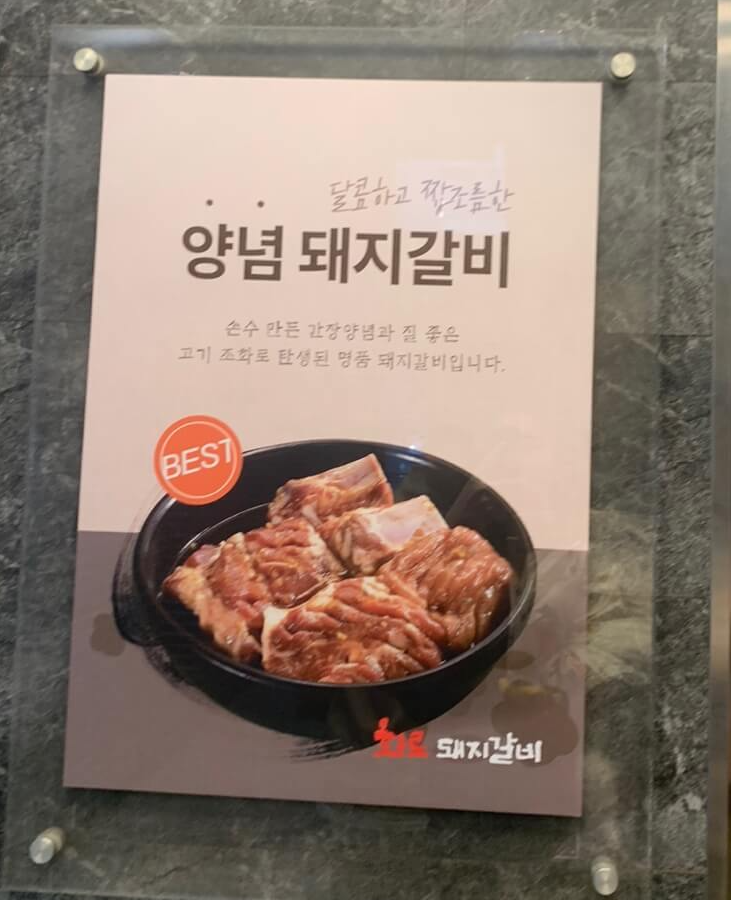 달콤하고 짭조름한
양념 돼지갈비
손수 만든 간장양념과 질 좋은
고기 조화로 탄생된 명품 돼지갈비입니다.
BEST
화로 돼지갈비